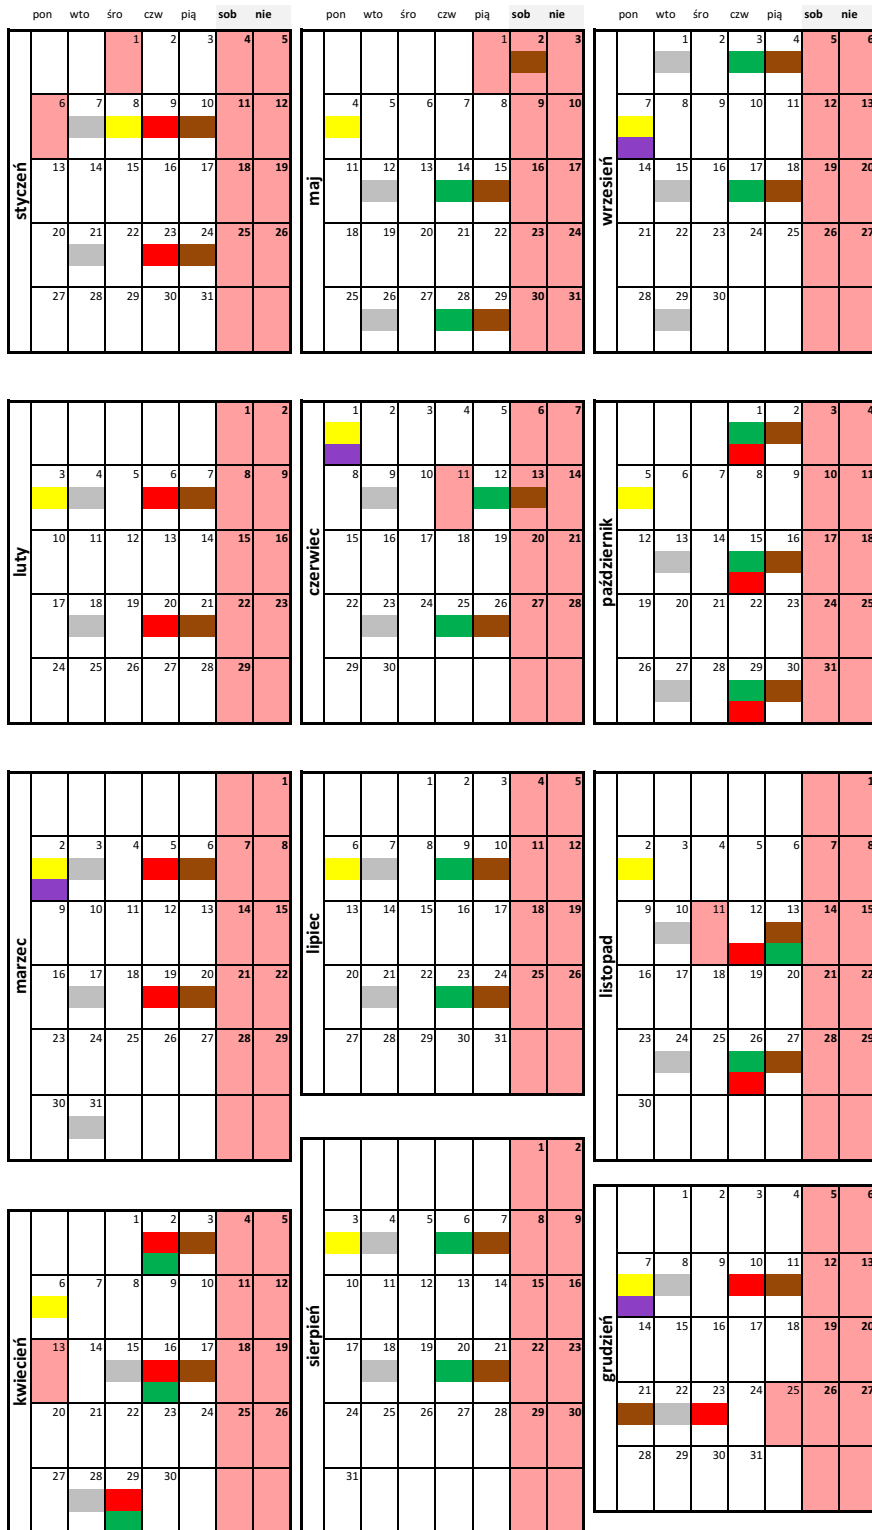 pon wto śro czw pią sob nie
styczeń
1 2 3 4 5
6 7 8 9 10 11 12
13 14 15 16 17 18 19
20 21 22 23 24 25 26
27 28 29 30 31
luty
1 2
3 4 5 6 7 8 9
10 11 12 13 14 15 16
17 18 19 20 21 22 23
24 25 26 27 28 29
marzec
1
2 3 4 5 6 7 8
9 10 11 12 13 14 15
16 17 18 19 20 21 22
23 24 25 26 27 28 29
30 31
kwiecień
1 2 3 4 5
6 7 8 9 10 11 12
13 14 15 16 17 18 19
20 21 22 23 24 25 26
27 28 29 30
pon wto śro czw pią sob nie
maj
1 2 3
4 5 6 7 8 9 10
11 12 13 14 15 16 17
18 19 20 21 22 23 24
25 26 27 28 29 30 31
czerwiec
1 2 3 4 5 6 7
8 9 10 11 12 13 14
15 16 17 18 19 20 21
22 23 24 25 26 27 28
29 30
lipiec
1 2 3 4 5
6 7 8 9 10 11 12
13 14 15 16 17 18 19
20 21 22 23 24 25 26
27 28 29 30 31
sierpień
1 2
3 4 5 6 7 8 9
10 11 12 13 14 15 16
17 18 19 20 21 22 23
24 25 26 27 28 29 30
31
pon wto śro czw pią sob nie
wrzesień
1 2 3 4 5 6
7 8 9 10 11 12 13
14 15 16 17 18 19 20
21 22 23 24 25 26 27
28 29 30
październik
1 2 3 4
5 6 7 8 9 10 11
12 13 14 15 16 17 18
19 20 21 22 23 24 25
26 27 28 29 30 31
listopad
1
2 3 4 5 6 7 8
9 10 11 12 13 14 15
16 17 18 19 20 21 22
23 24 25 26 27 28 29
30
grudzień
1 2 3 4 5 6
7 8 9 10 11 12 13
14 15 16 17 18 19 20
21 22 23 24 25 26 27
28 29 30 31